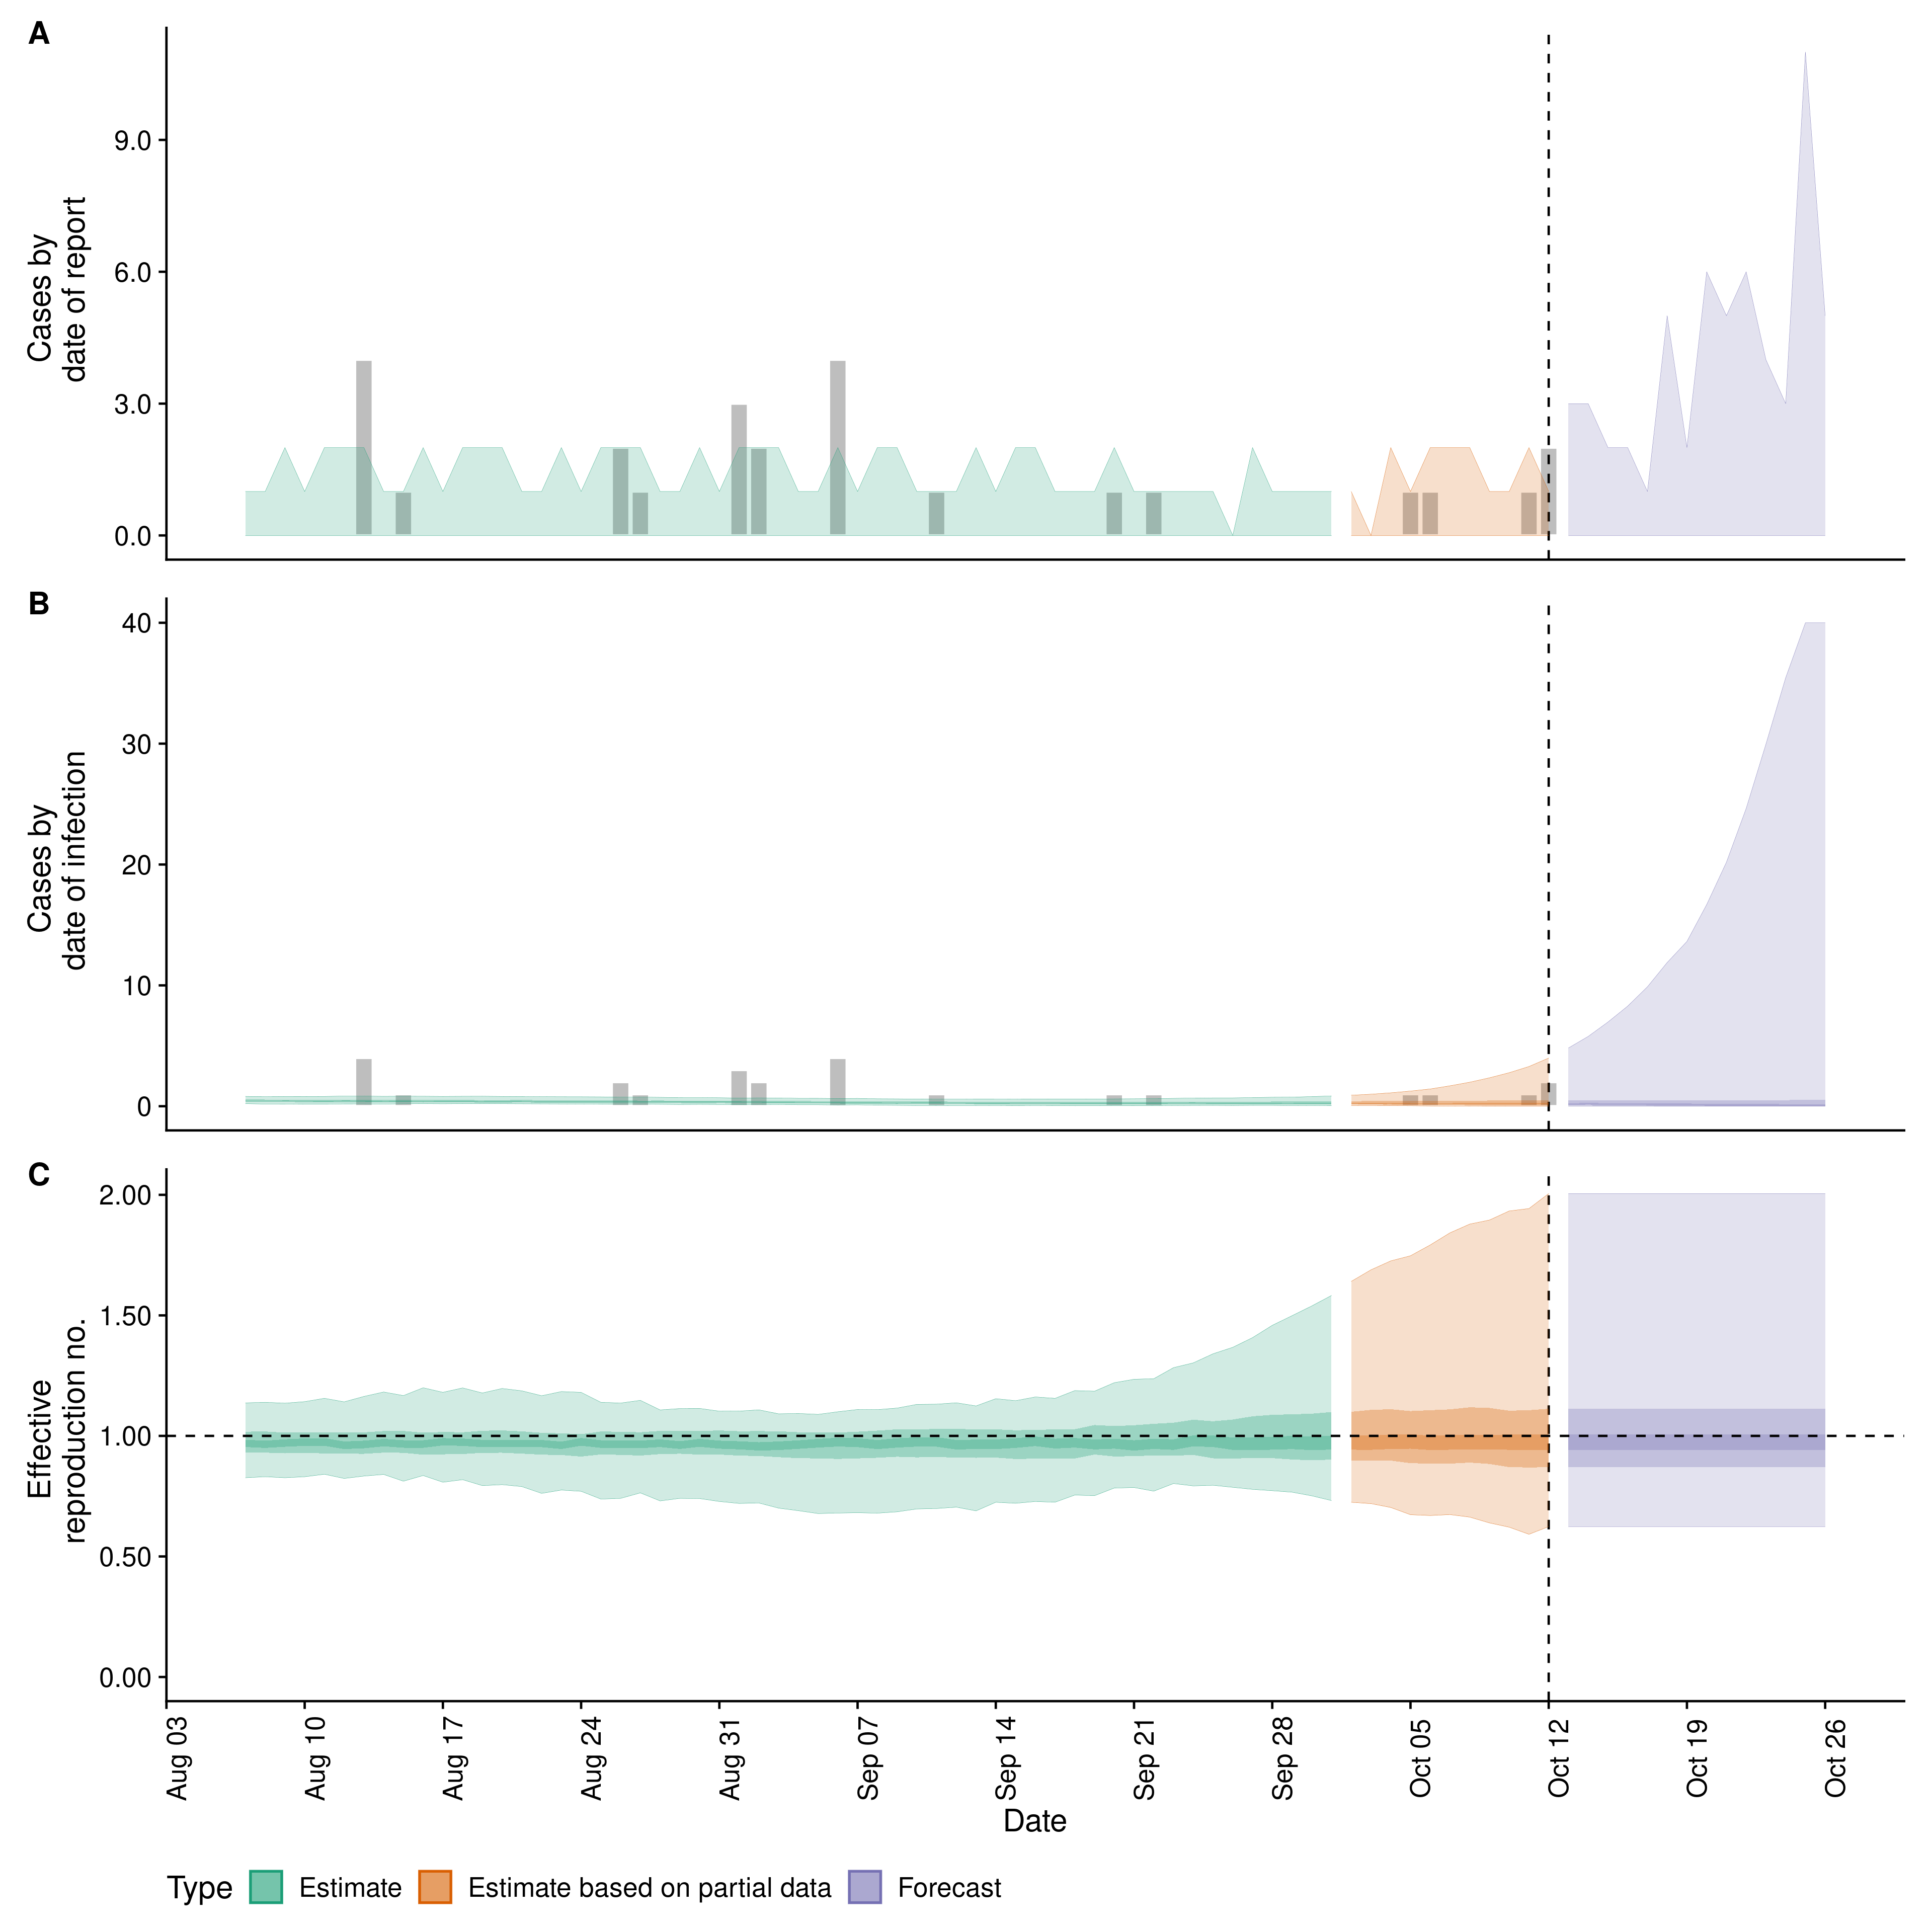 A
Cases by
date of report
9.0
6.0
3.0
0.0
B
Cases by
date of infection
40
30
20
10
0
C
Effective
reproduction no.
2.00
1.50
1.00
0.50
0.00
Aug 03
Aug 10
Aug 17
Aug 24
Aug 31
Sep 07
Sep 14
Sep 21
Sep 28
Oct 05
Oct 12
Oct 19
Oct 26
Date
Type Estimate Estimate based on partial data Forecast